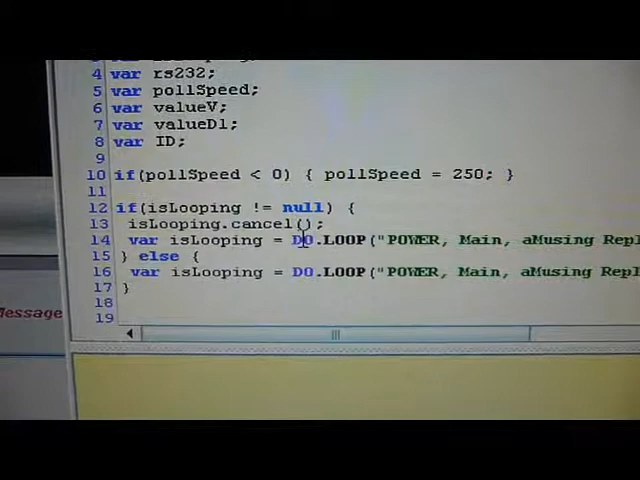 4 var rs232;
5 var pollSpeed;
6 var valueV;
7 var valueD1;
8 var ID;
9
10 if(pollSpeed < 0) { pollSpeed = 250; }
11
12 if(isLooping != null) {
13 isLooping.cancel();
14 var isLooping = DO.LOOP("POWER, Main, aMusing Repl
15 } else {
16 var isLooping = DO.LOOP("POWER, Main, aMusing Repl
17 }
18
19
Message